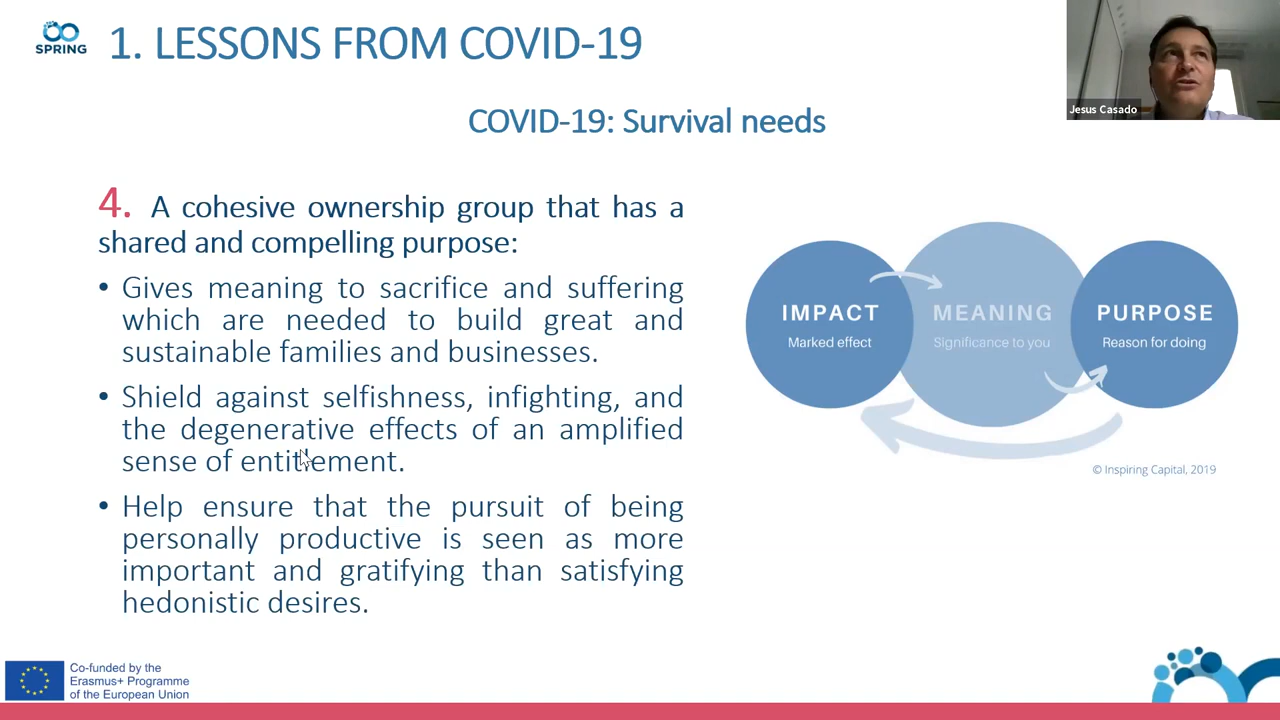 SPRING
1. LESSONS FROM COVID-19
Jesus Casado
COVID-19: Survival needs
4. A cohesive ownership group that has a
shared and compelling purpose:
• Gives meaning to sacrifice and suffering
which are needed to build great and
sustainable families and businesses.
• Shield against selfishness, infighting, and
the degenerative effects of an amplified
sense of entitlement.
• Help ensure that the pursuit of being
personally productive is seen as more
important and gratifying than satisfying
hedonistic desires.
IMPACT
Marked effect
MEANING
Significance to you
PURPOSE
Reason for doing
© Inspiring Capital, 2019
Co-funded by the
Erasmus+ Programme
of the European Union